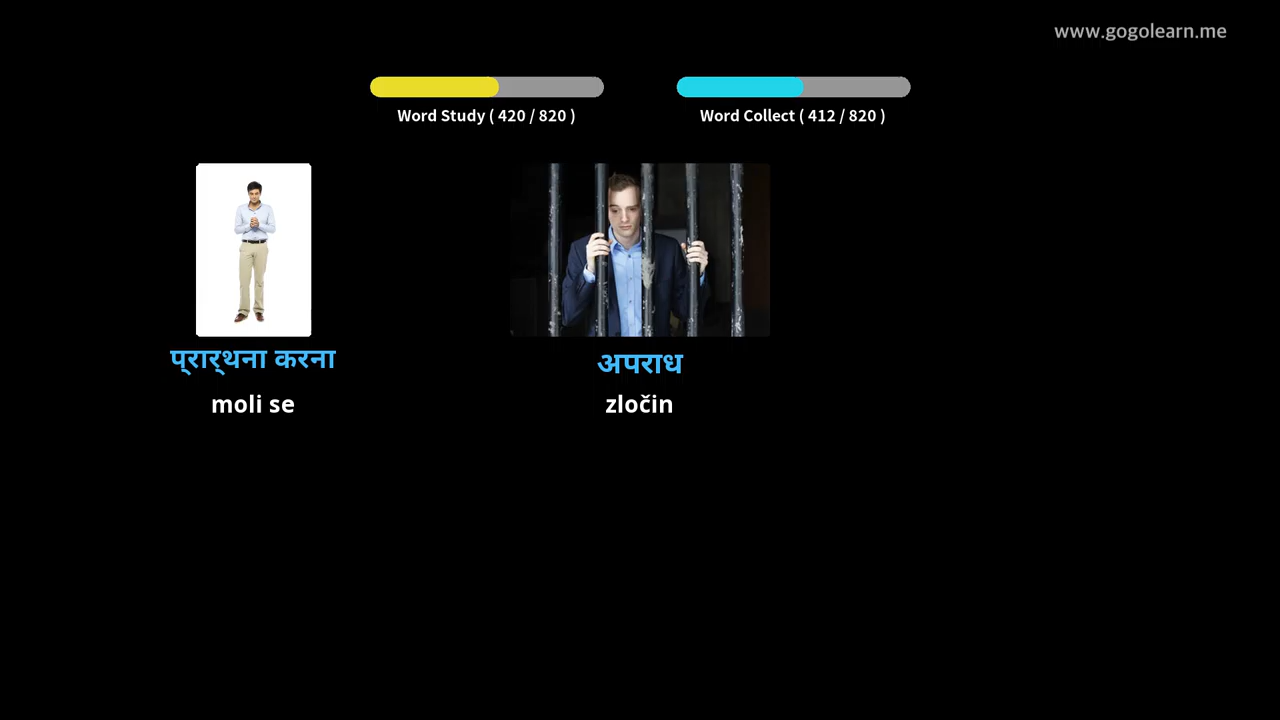 www.gogolearn.me
Word Study ( 420 / 820 )
Word Collect ( 412 / 820 )
प्रार्थना करना
अपराध
moli se
zločin